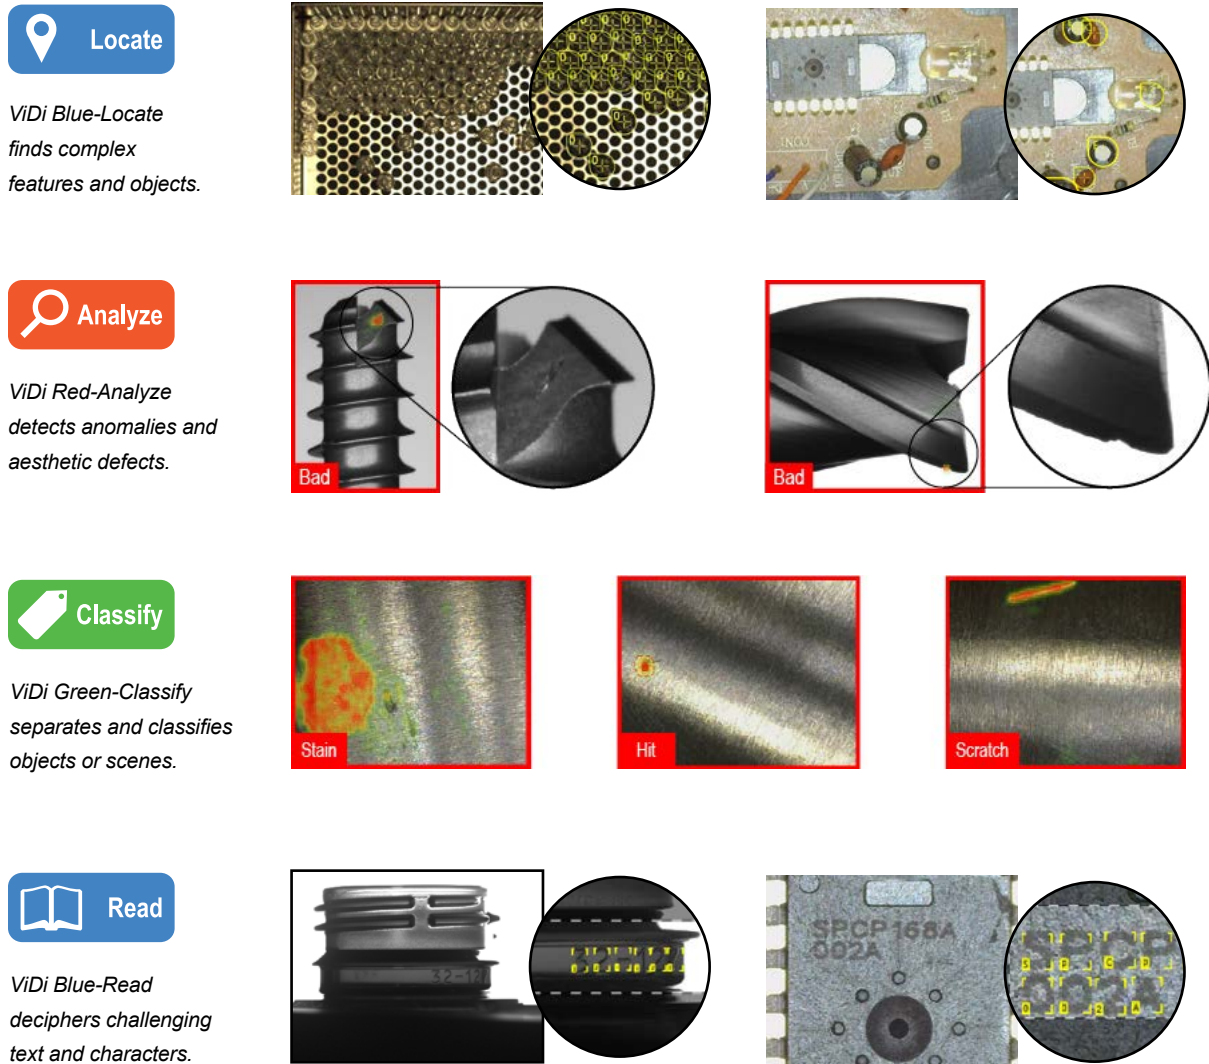 Locate
ViDi Blue-Locate
finds complex
features and objects.
Analyze
ViDi Red-Analyze
detects anomalies and
aesthetic defects.
Bad
Bad
Classify
ViDi Green-Classify
separates and classifies
objects or scenes.
Stain
Hit
Scratch
Read
ViDi Blue-Read
deciphers challenging
text and characters.
32-12
SPCP168A
002A